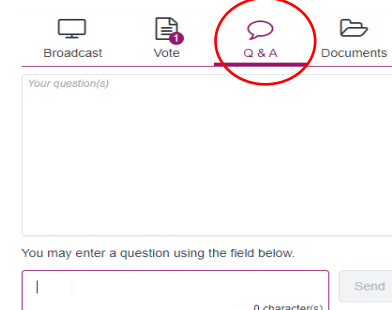 Broadcast Vote Q & A Documents
1
Your question(s)
You may enter a question using the field below.
Send
0 character(s)